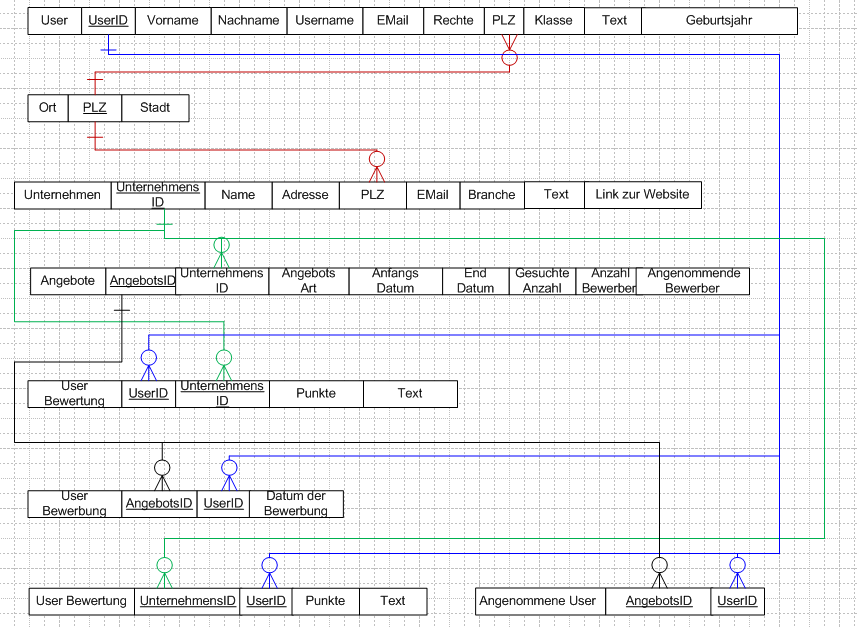 User UserID Vorname Nachname Username EMail Rechte PLZ Klasse Text Geburtsjahr
Ort PLZ Stadt
Unternehmen Unternehmens ID Name Adresse PLZ EMail Branche Text Link zur Website
Angebote AngebotsID Unternehmens ID Angebots Art Anfangs Datum End Datum Gesuchte Anzahl Anzahl Bewerber Angenommende Bewerber
User Bewertung UserID Unternehmens ID Punkte Text
User Bewerbung AngebotsID UserID Datum der Bewerbung
User Bewertung UnternehmensID UserID Punkte Text
Angenommene User AngebotsID UserID